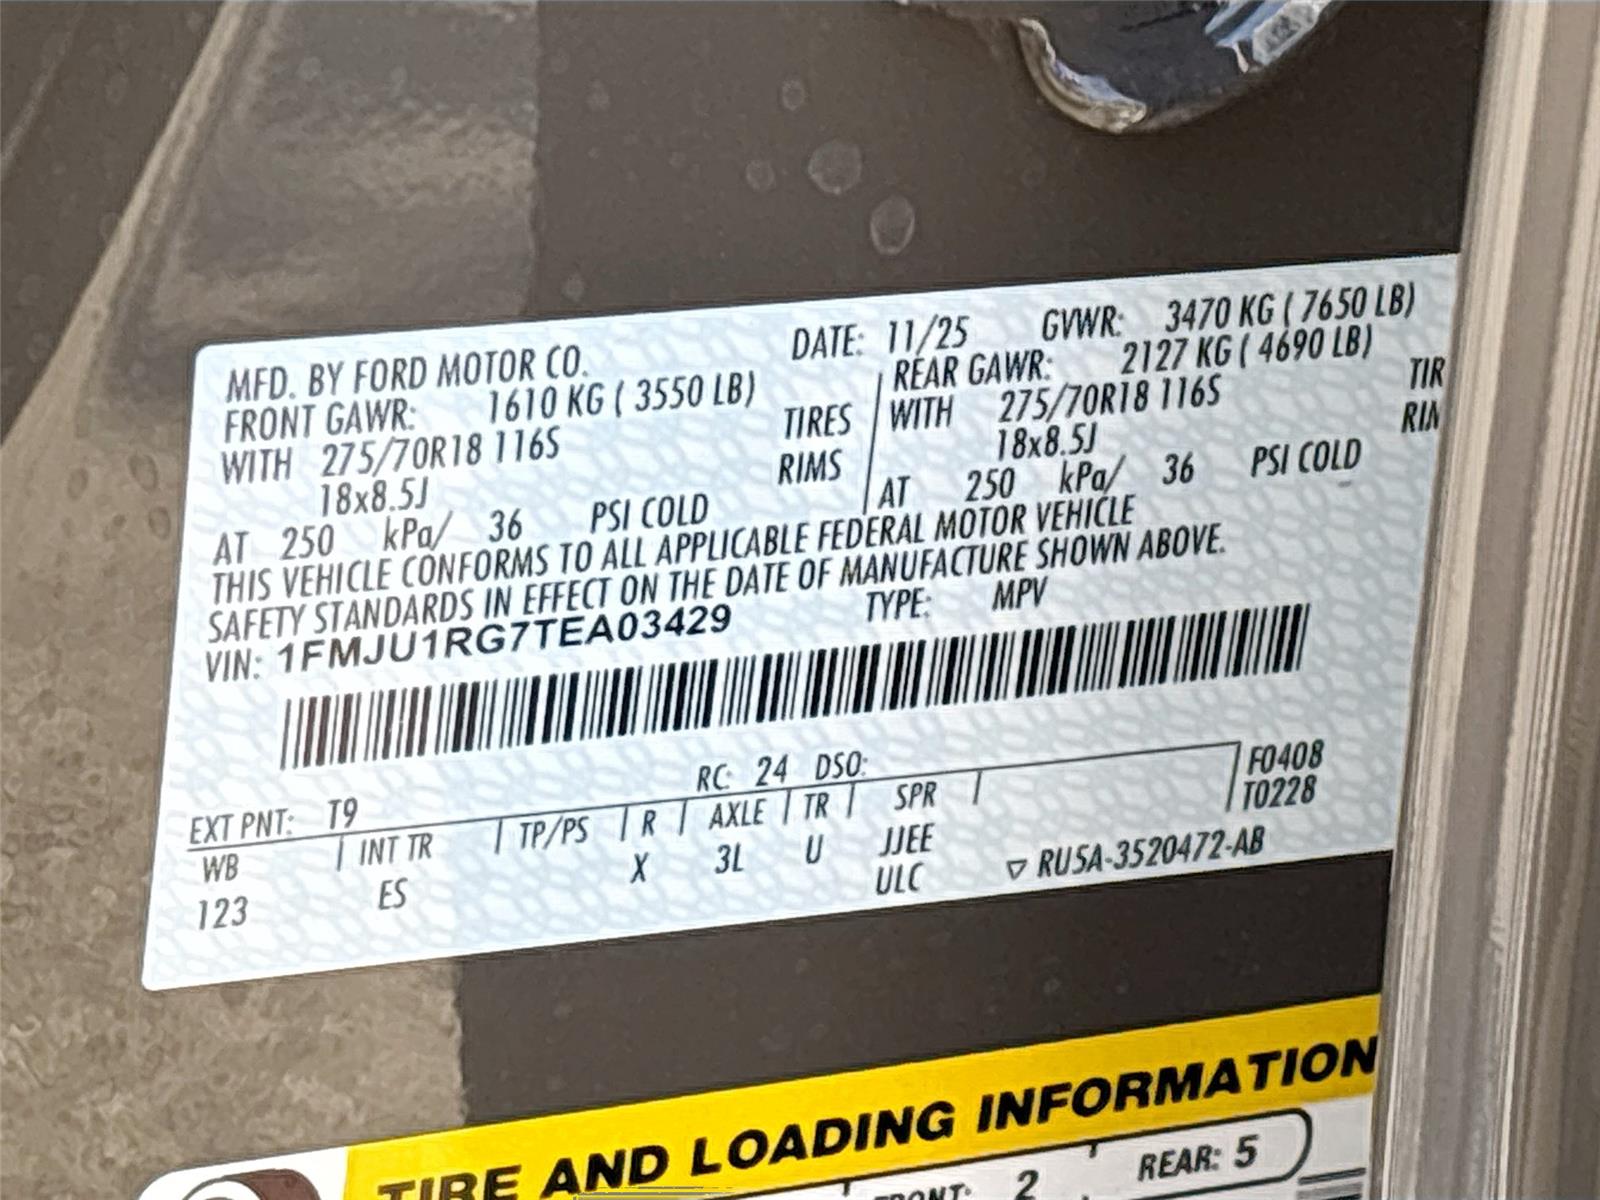 MFD. BY FORD MOTOR CO. DATE: 11/25 GVWR: 3470 KG ( 7650 LB)
FRONT GAWR: 1610 KG ( 3550 LB) REAR GAWR: 2127 KG ( 4690 LB)
WITH 275/70R18 116S TIRES WITH 275/70R18 116S TIR
18x8.5J RIMS 18x8.5J RIM
AT 250 kPa/ 36 PSI COLD AT 250 kPa/ 36 PSI COLD
THIS VEHICLE CONFORMS TO ALL APPLICABLE FEDERAL MOTOR VEHICLE
SAFETY STANDARDS IN EFFECT ON THE DATE OF MANUFACTURE SHOWN ABOVE.
VIN: 1FMJU1RG7TEA03429 TYPE: MPV
EXT PNT: T9 RC: 24 DSO: F0408
WB INT TR TP/PS R AXLE TR SPR T0228
123 ES X 3L U JJEE
ULC ▽ RU5A-3520472-AB
TIRE AND LOADING INFORMATION
FRONT: 2 REAR: 5